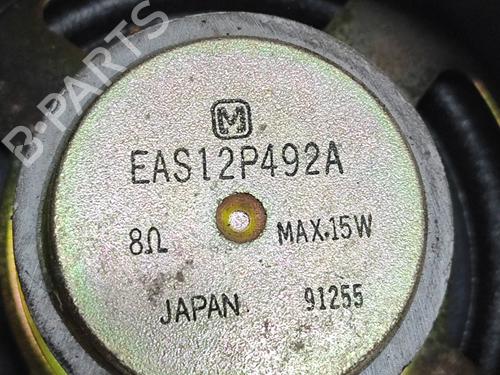 B-PARTS
M
EAS12P492A
8Ω MAX.15W
JAPAN 91255